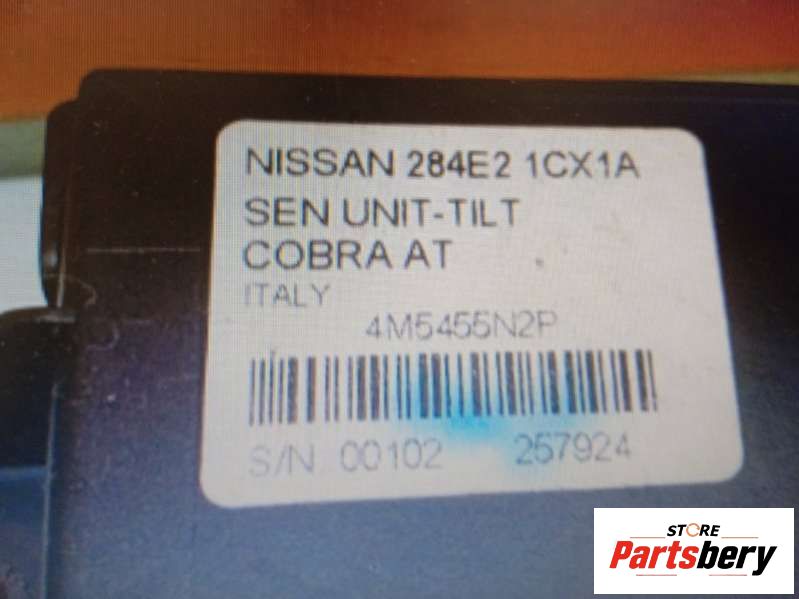 NISSAN 284E2 1CX1A
SEN UNIT-TILT
COBRA AT
ITALY
4M5455N2P
S/N 00102 257924
STORE
Partsbery